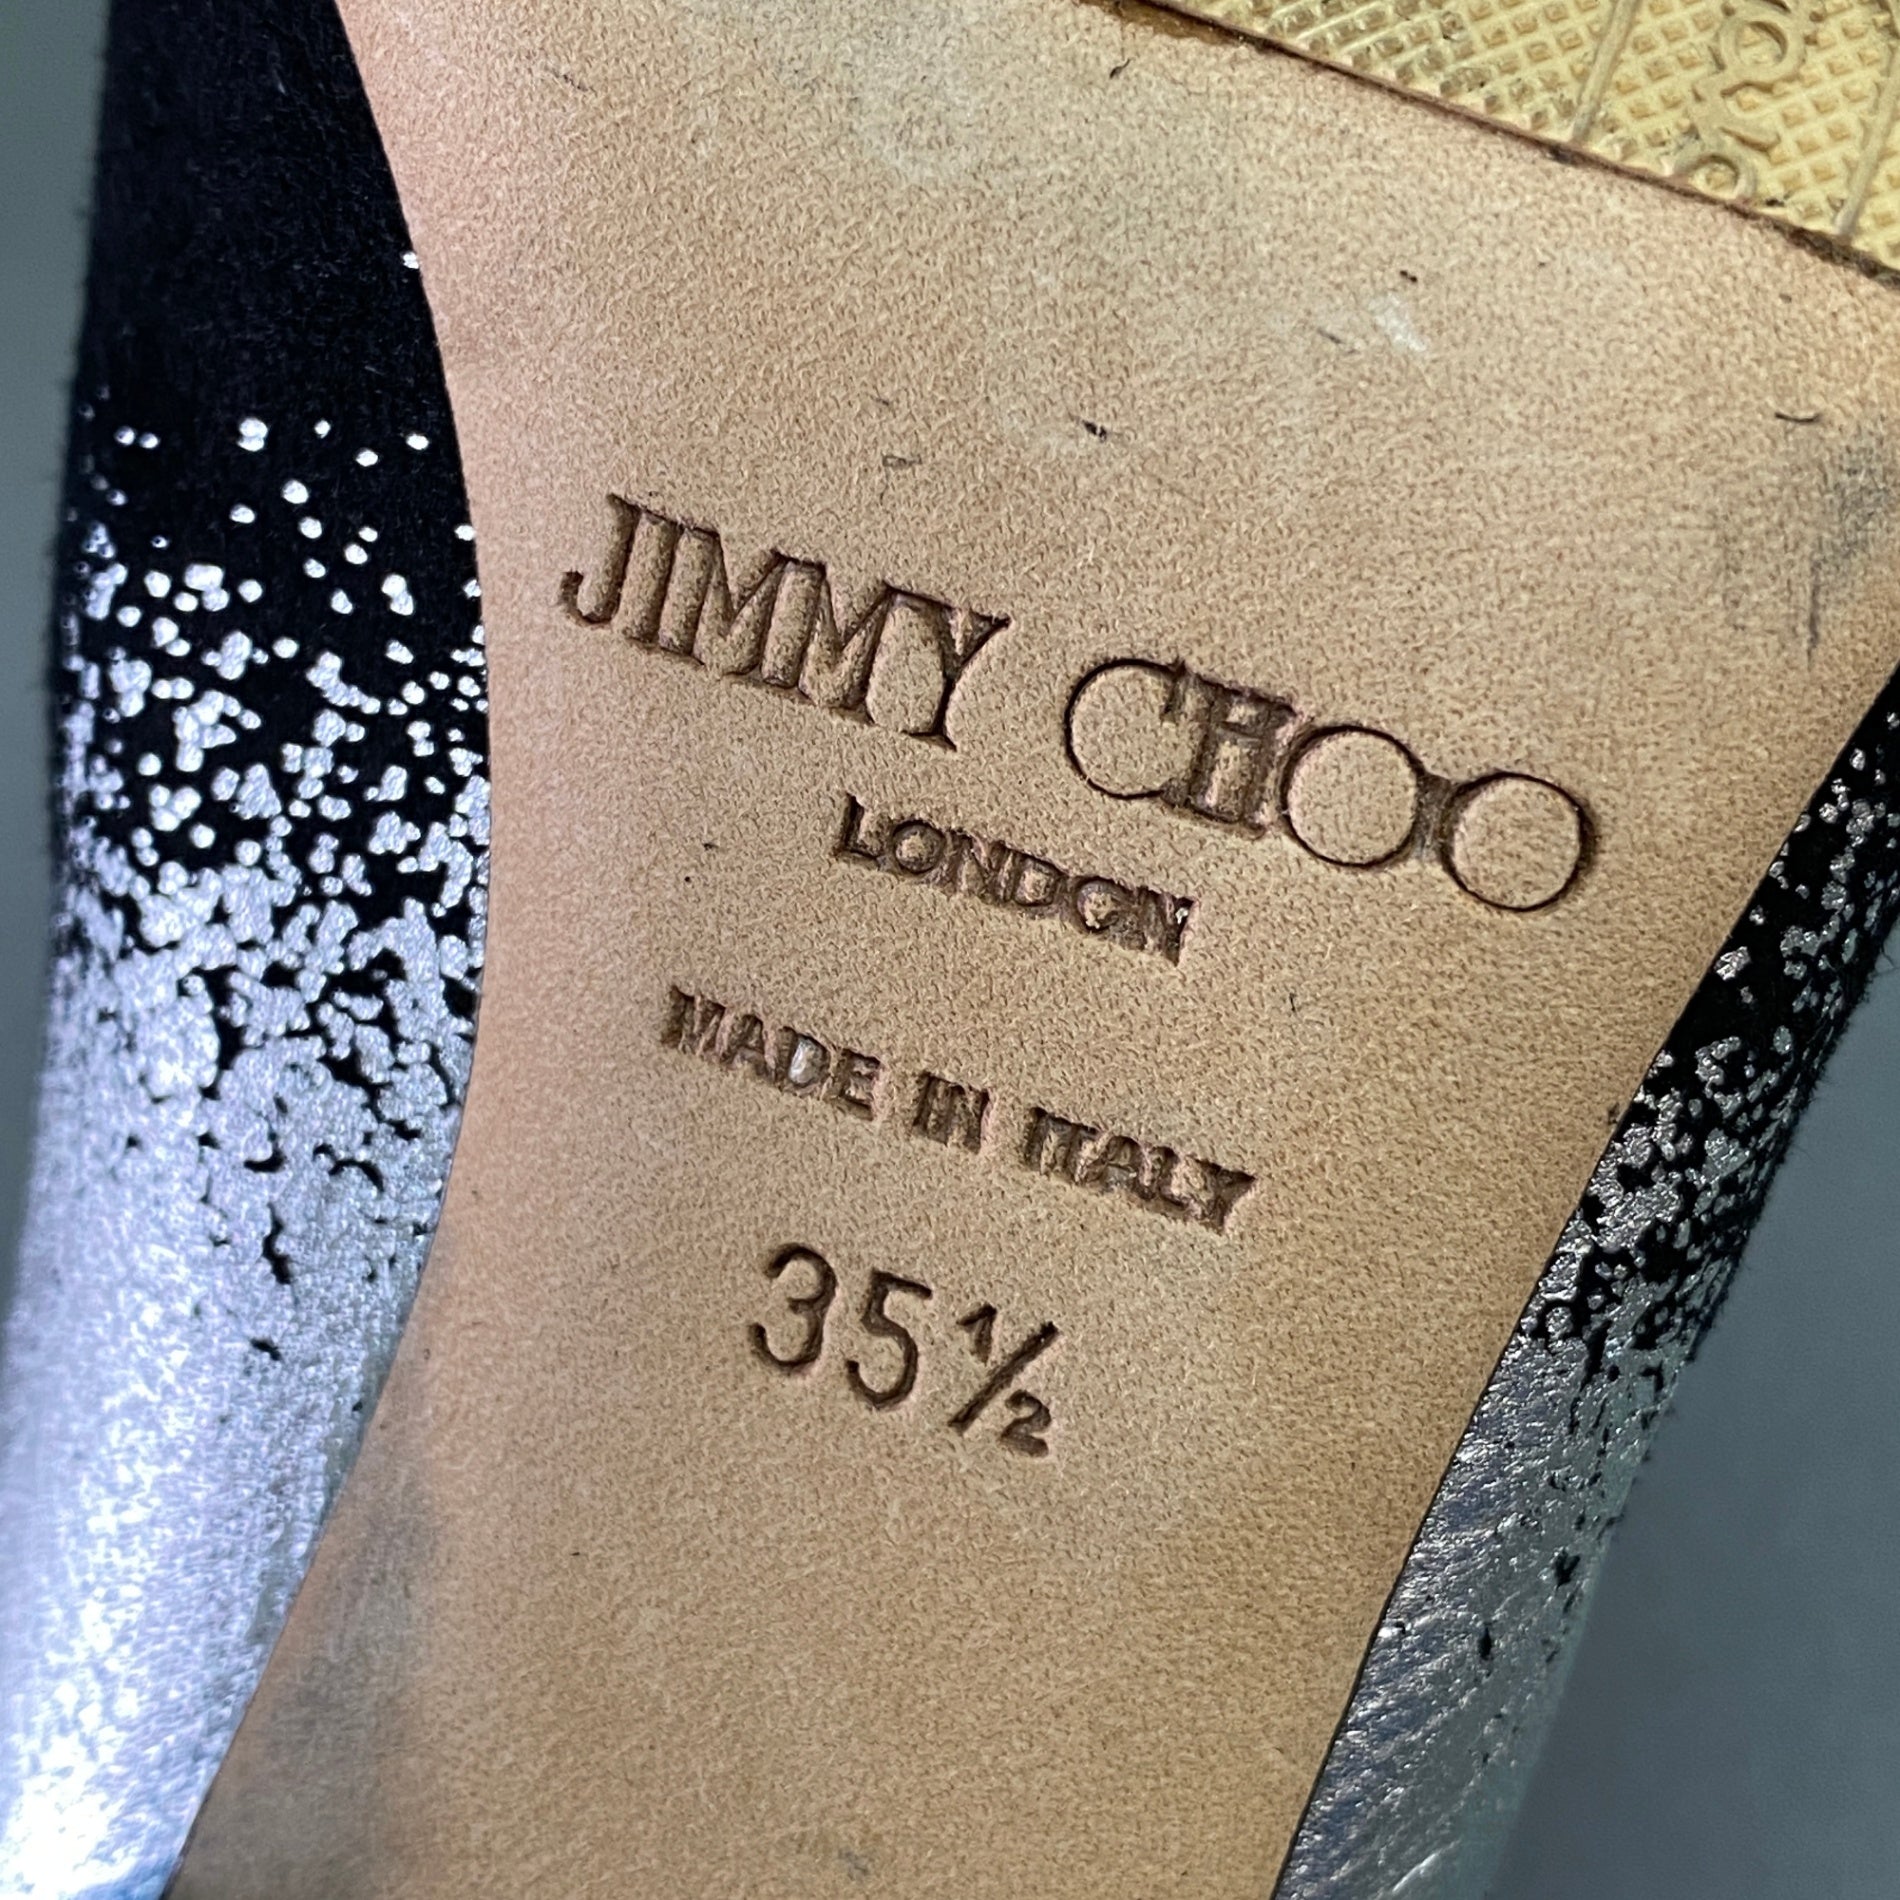 JIMMY CHOO
LONDON
MADE IN ITALY
35½